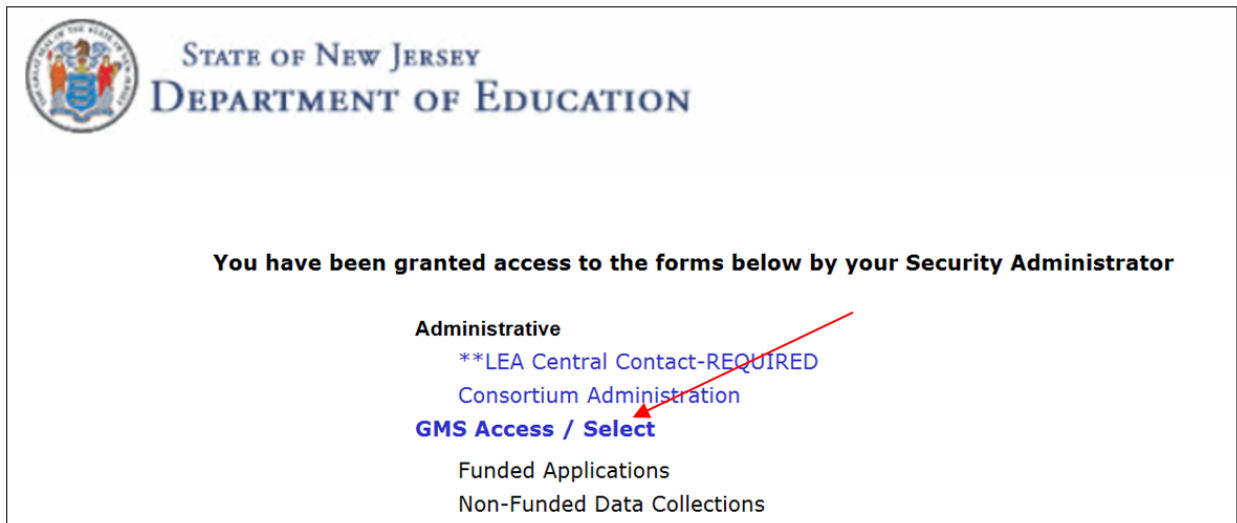 STATE OF NEW JERSEY
DEPARTMENT OF EDUCATION
You have been granted access to the forms below by your Security Administrator
Administrative
**LEA Central Contact-REQUIRED
Consortium Administration
GMS Access / Select
Funded Applications
Non-Funded Data Collections